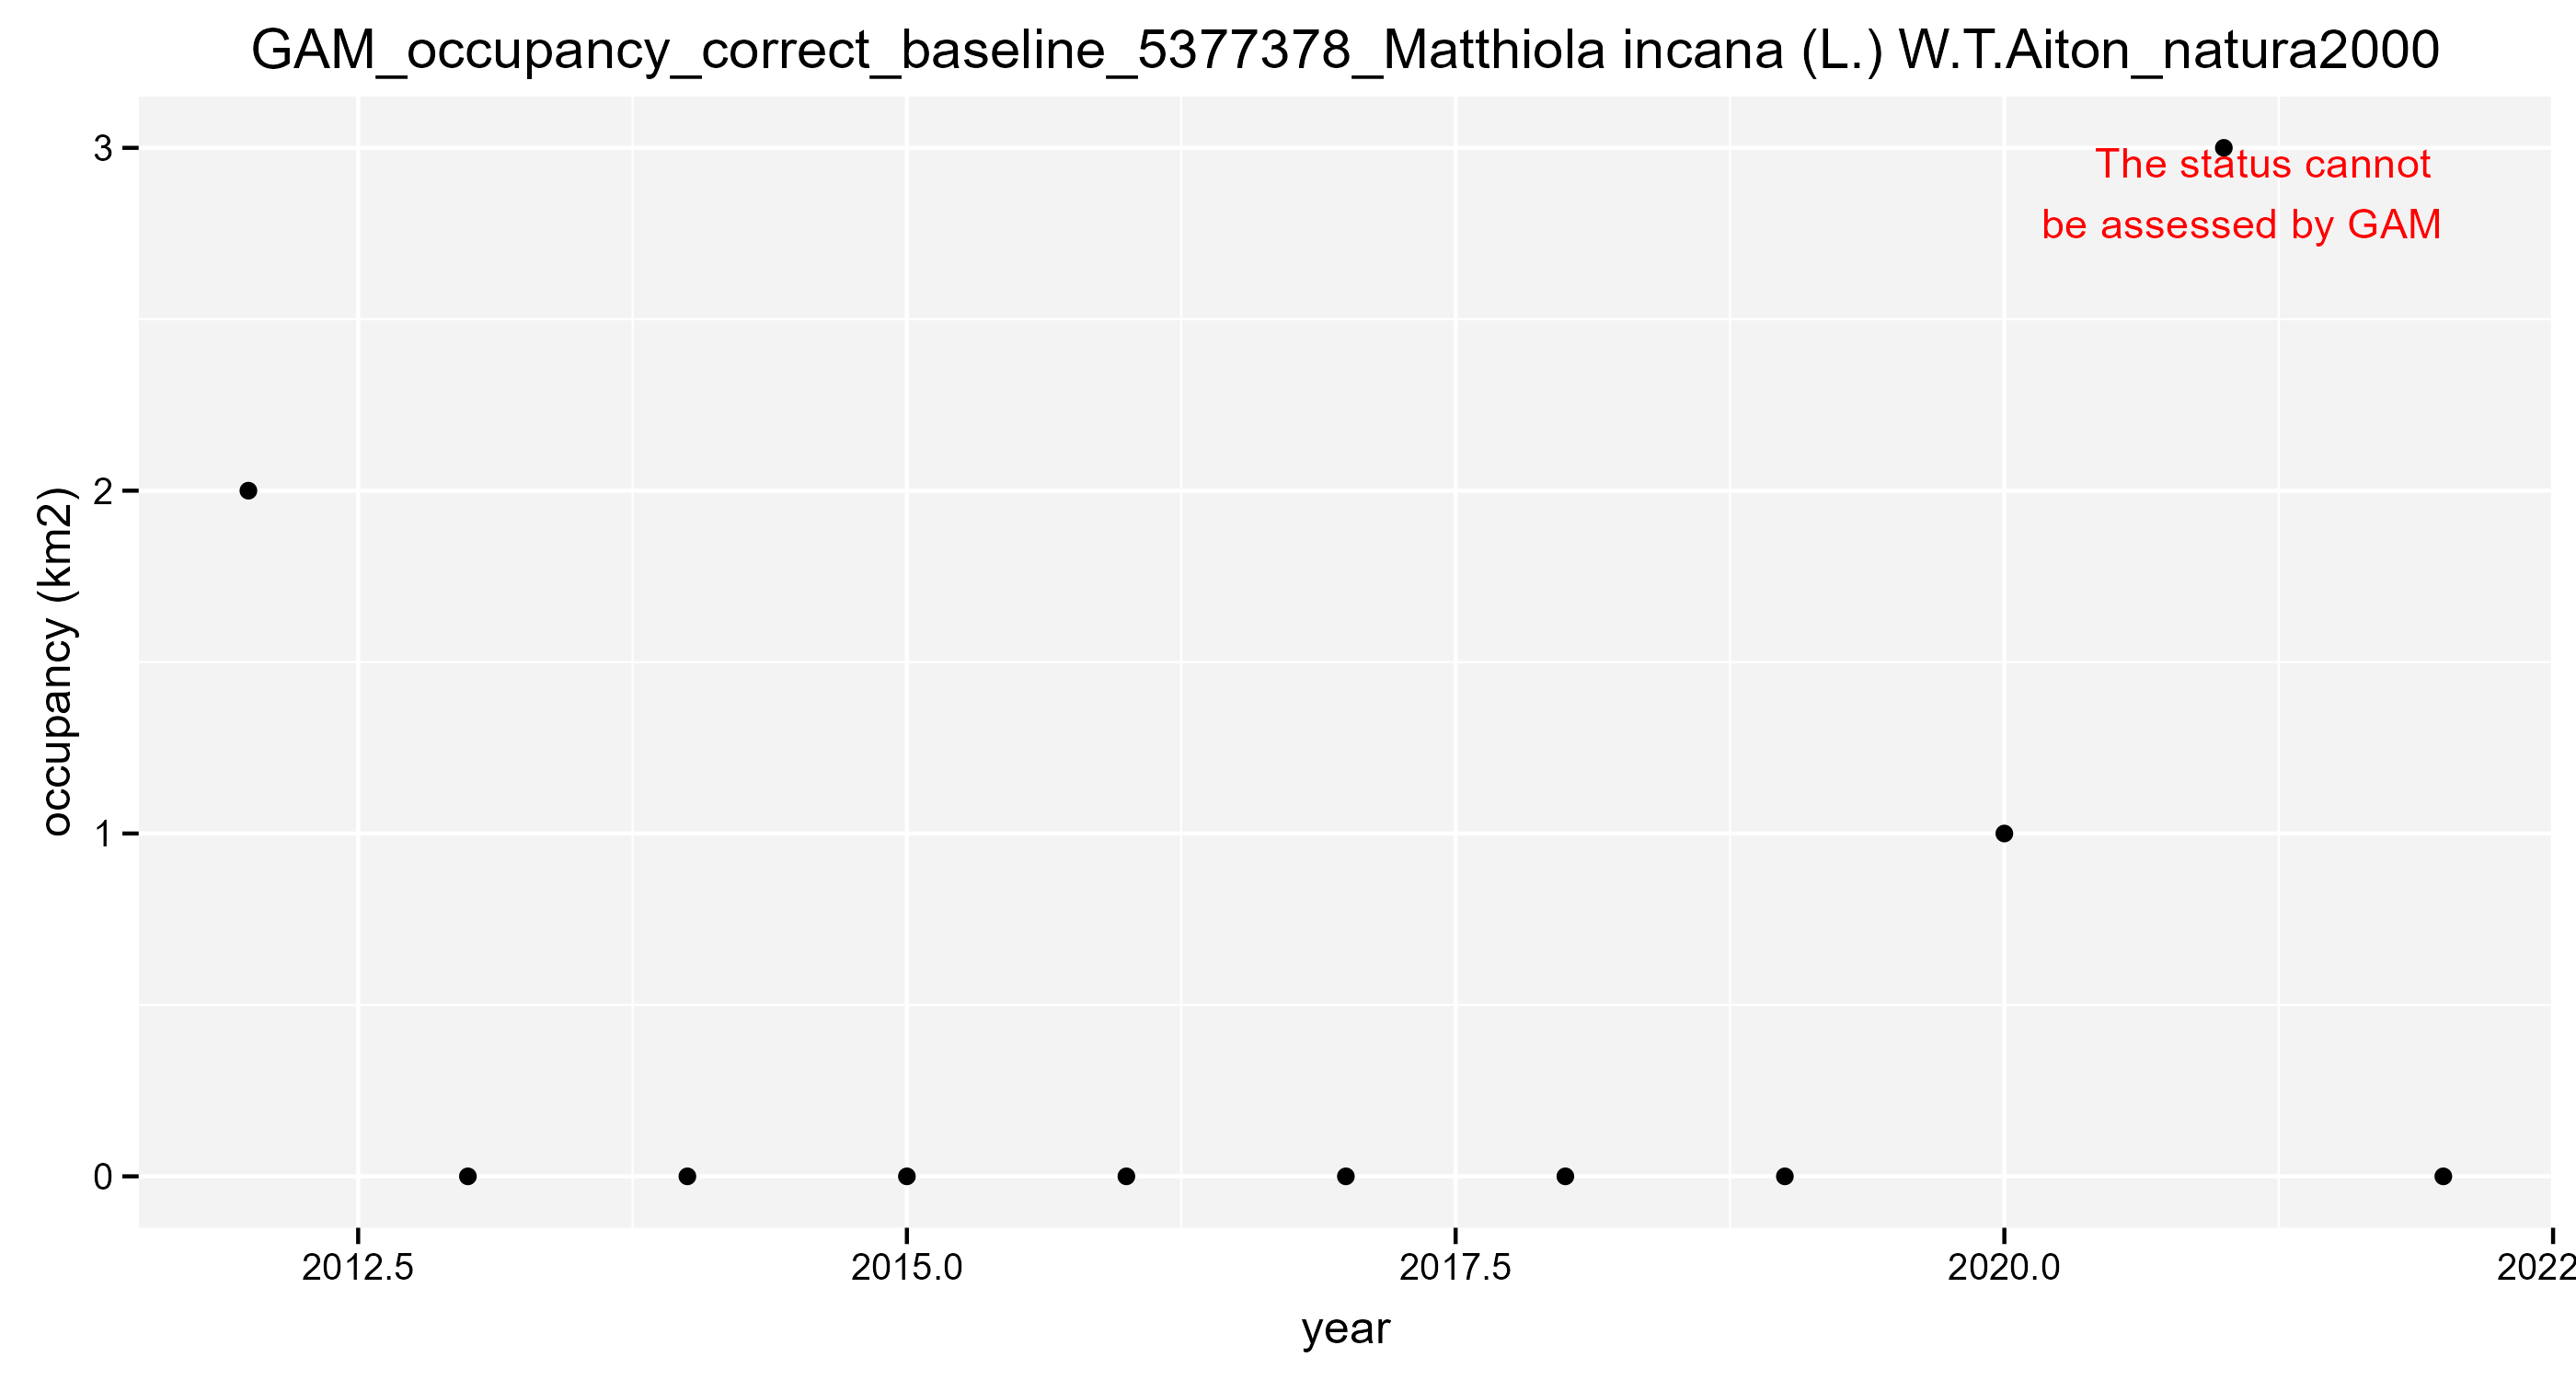 GAM_occupancy_correct_baseline_5377378_Matthiola incana (L.) W.T.Aiton_natura2000
3
The status cannot
be assessed by GAM
2
occupancy (km2)
1
0
2012.5 2015.0 2017.5 2020.0 2022
year